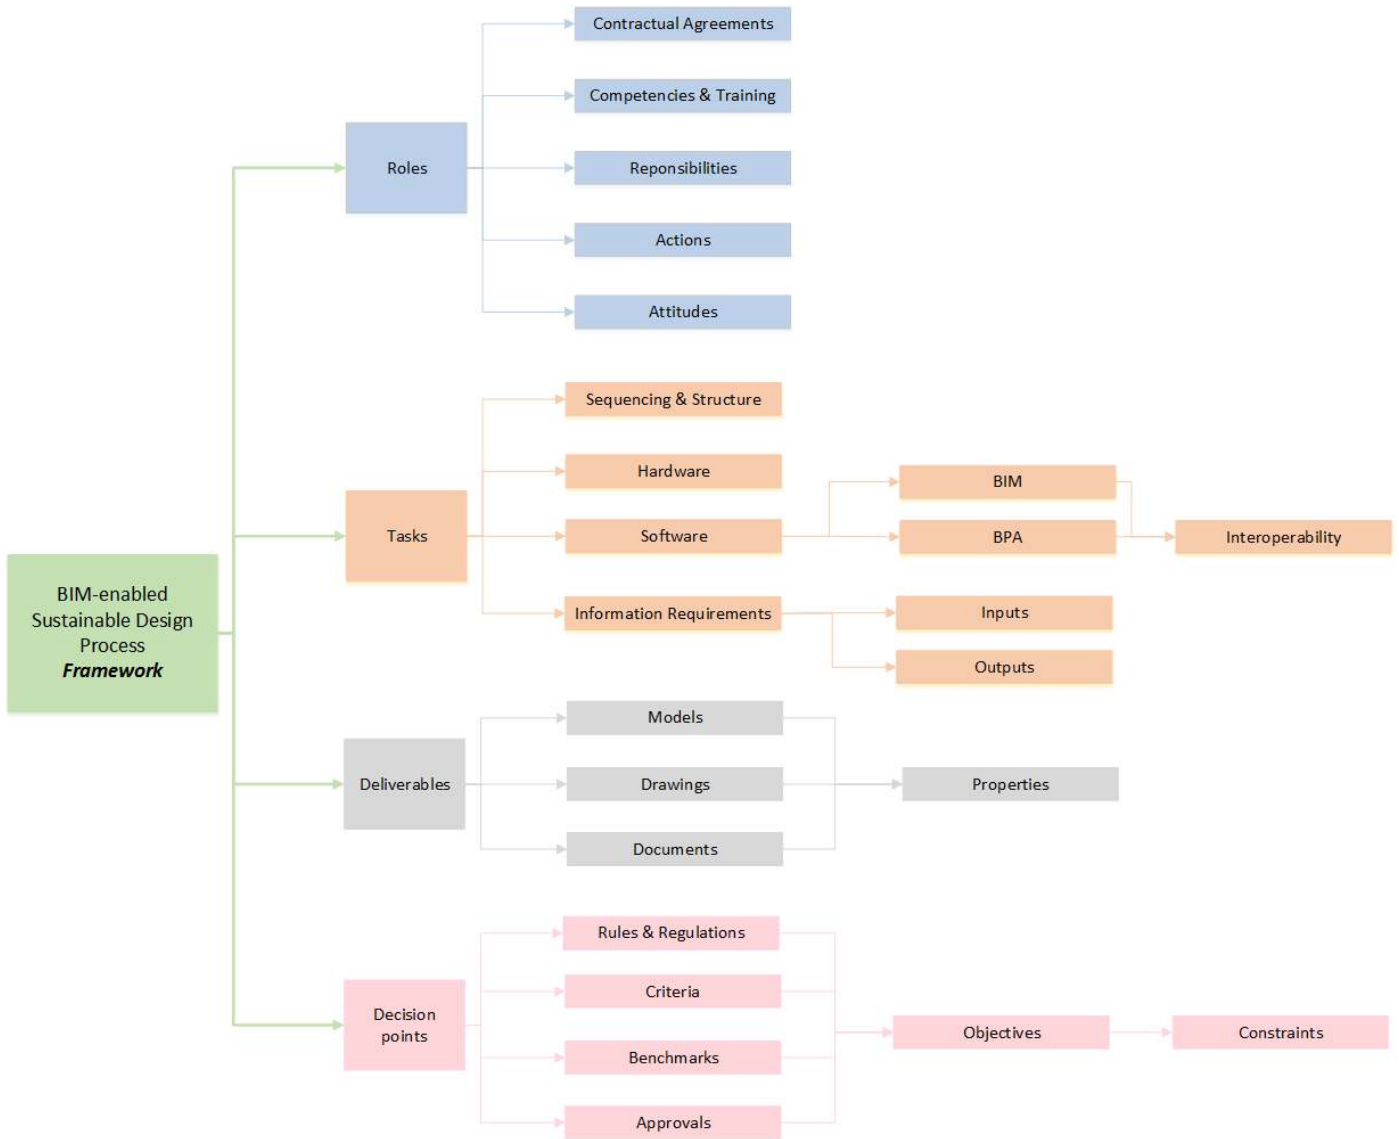 Contractual Agreements
Competencies & Training
Roles
Reponsibilities
Actions
Attitudes
Sequencing & Structure
Hardware
BIM
Tasks
Software
BPA
Interoperability
BIM-enabled
Sustainable Design
Process
Framework
Information Requirements
Inputs
Outputs
Models
Deliverables
Drawings
Properties
Documents
Rules & Regulations
Criteria
Decision
points
Objectives
Constraints
Benchmarks
Approvals